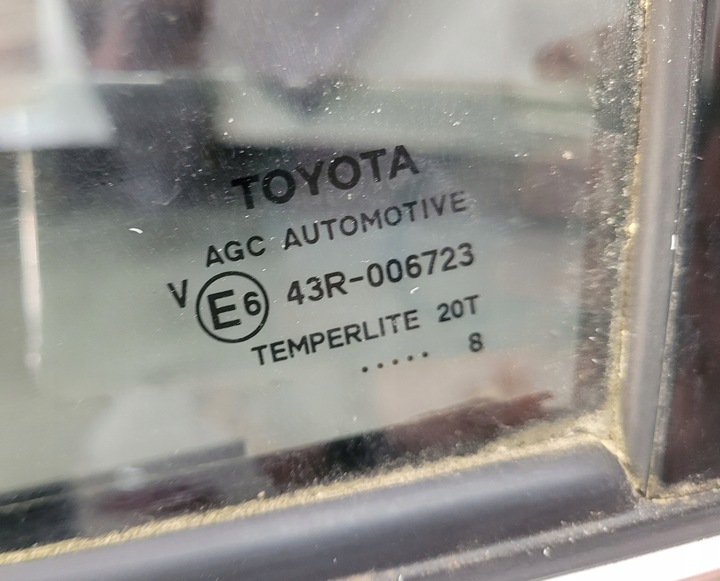 TOYOTA
AGC AUTOMOTIVE
V E6 43R-006723
TEMPERLITE 20T
..... 8